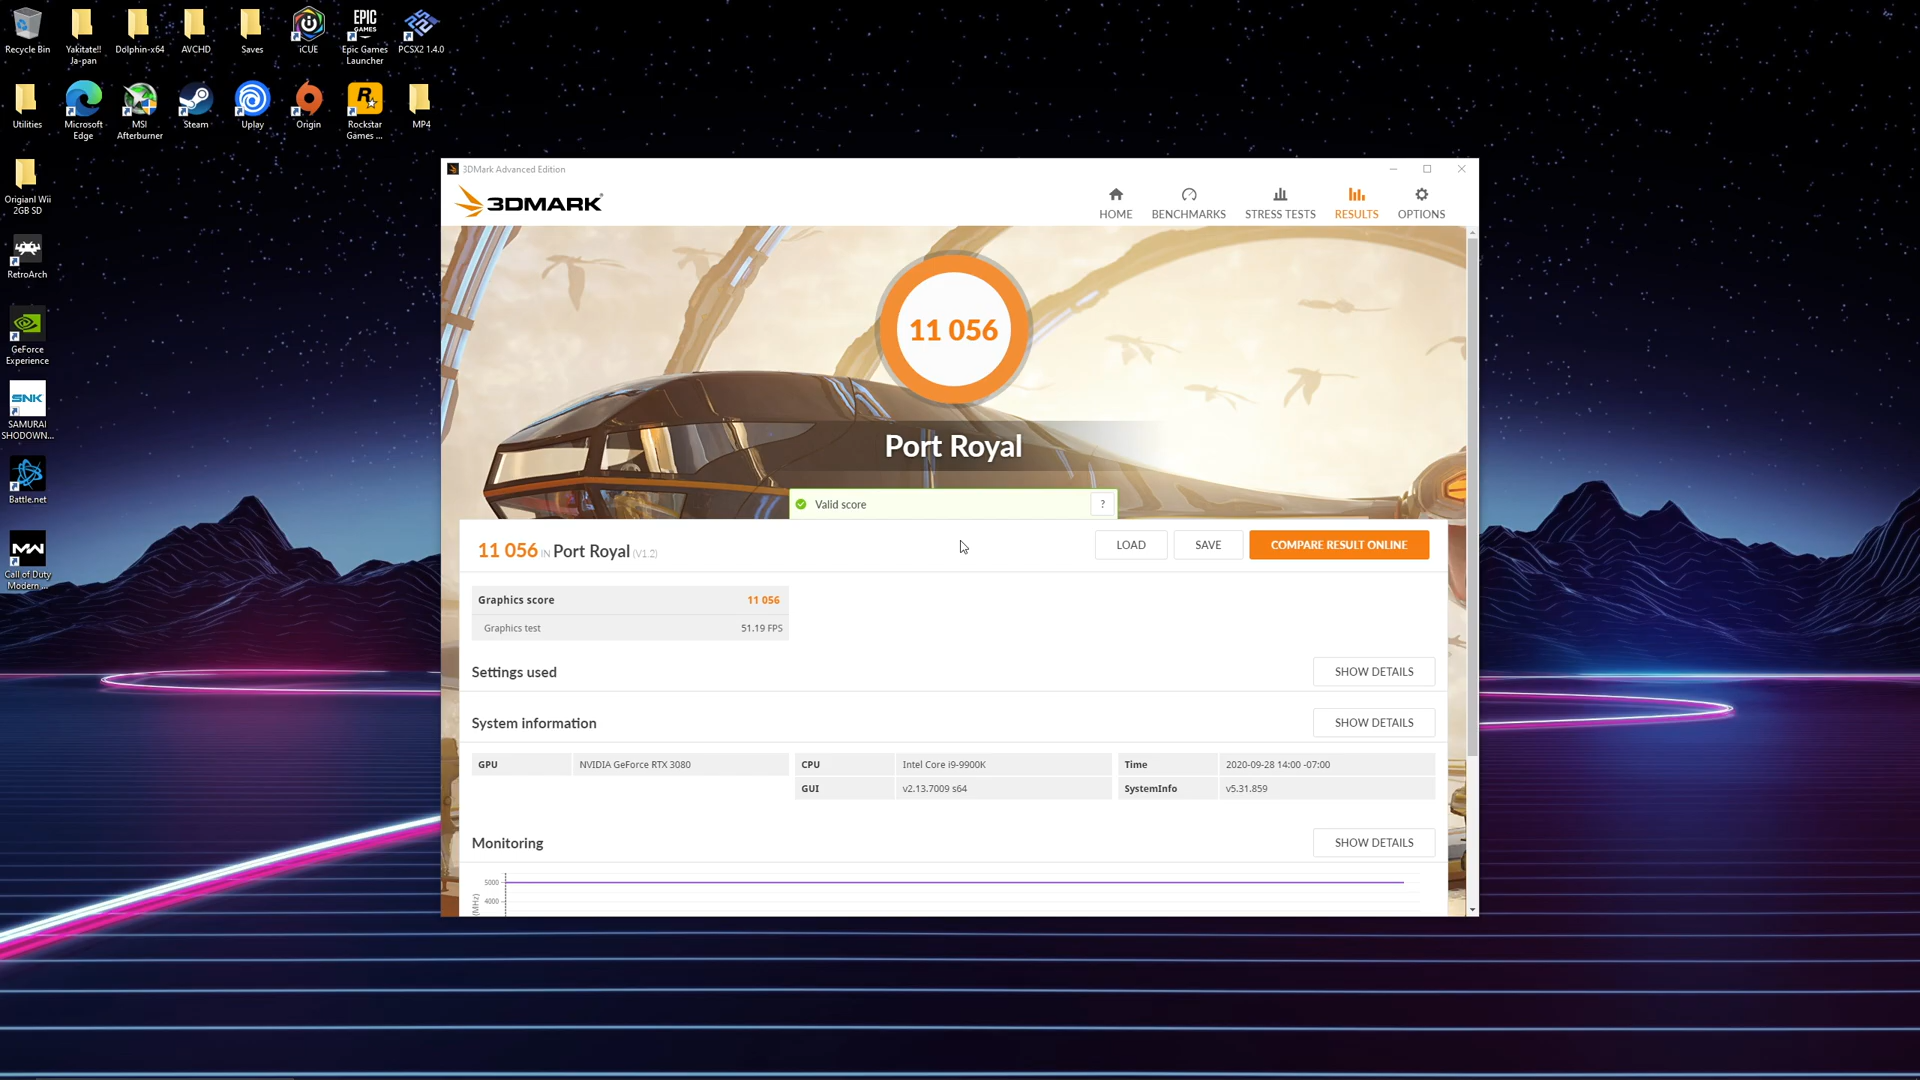 Recycle Bin
Yakitate!!
Ja-pan
Dolphin-x64
AVCHD
Saves
iCUE
EPIC
GAMES
Epic Games
Launcher
PCSX2 1.4.0
Utilities
Microsoft
Edge
MSI
Afterburner
Steam
Uplay
Origin
R
Rockstar
Games ...
MP4
Origianl Wii
2GB SD
RetroArch
GeForce
Experience
SNK
SAMURAI
SHODOWN...
Battle.net
MW
Call of Duty
Modern ...
3DMark Advanced Edition
3DMARK
HOME
BENCHMARKS
STRESS TESTS
RESULTS
OPTIONS
11 056
Port Royal
Valid score
?
11 056 IN Port Royal (V1.2)
LOAD
SAVE
COMPARE RESULT ONLINE
Graphics score 11 056
Graphics test 51.19 FPS
Settings used
SHOW DETAILS
System information
SHOW DETAILS
GPU NVIDIA GeForce RTX 3080
CPU Intel Core i9-9900K
Time 2020-09-28 14:00 -07:00
GUI v2.13.7009 s64
SystemInfo v5.31.859
Monitoring
SHOW DETAILS
5000
4000
(MHz)